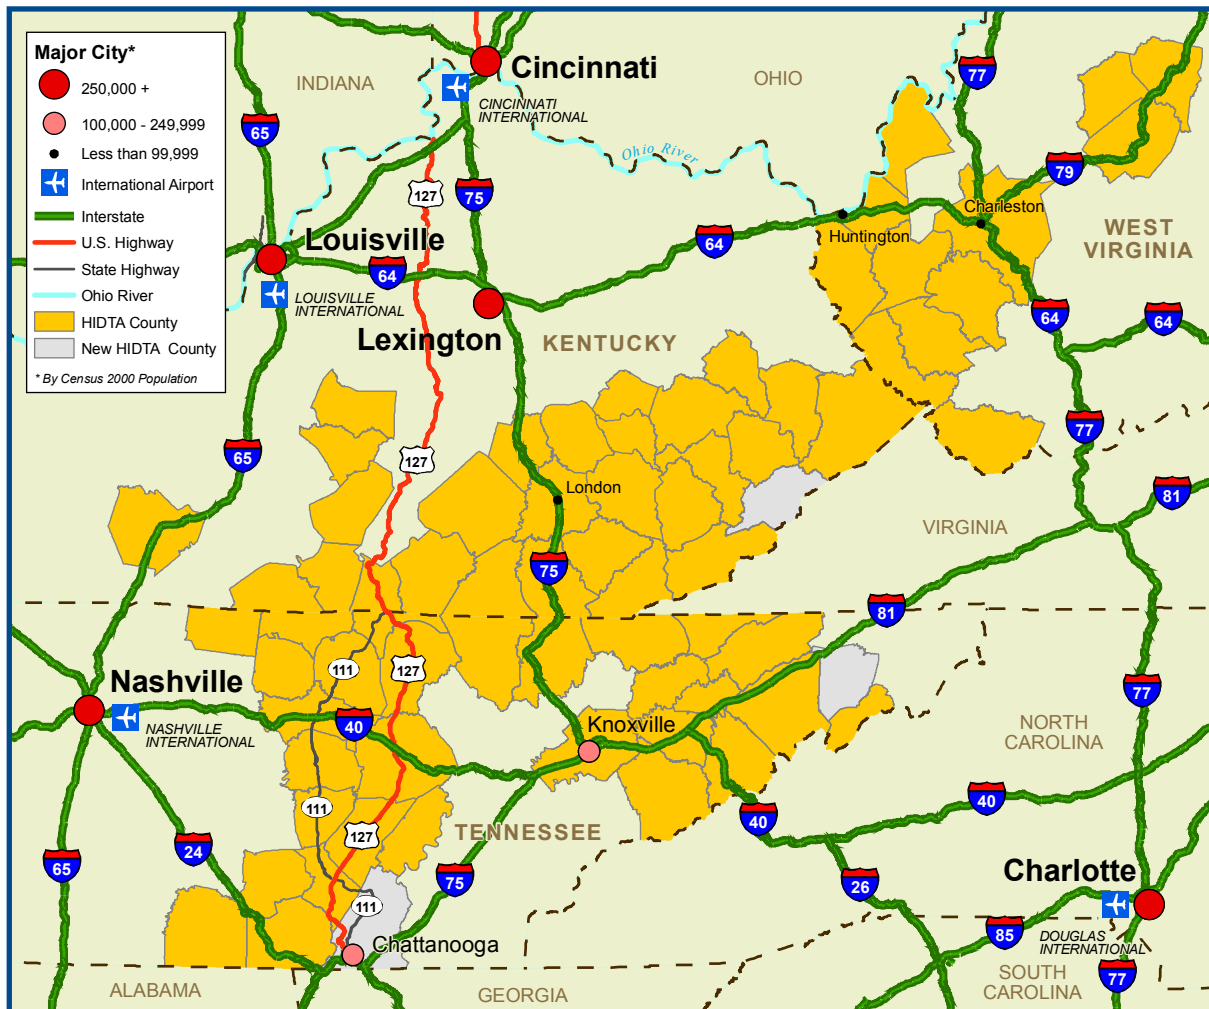 Major City*
250,000 +
100,000 - 249,999
Less than 99,999
International Airport
Interstate
U.S. Highway
State Highway
Ohio River
HIDTA County
New HIDTA County
* By Census 2000 Population
INDIANA
Cincinnati
CINCINNATI
INTERNATIONAL
OHIO
77
65
Ohio River
79
127
75
Charleston
WEST
VIRGINIA
Huntington
Louisville
64
64
LOUISVILLE
INTERNATIONAL
Lexington
KENTUCKY
64
64
77
65
127
London
81
VIRGINIA
75
81
111
127
Nashville
NASHVILLE
INTERNATIONAL
40
Knoxville
77
NORTH
CAROLINA
111
40
40
TENNESSEE
127
24
65
75
26
Charlotte
111
DOUGLAS
INTERNATIONAL
85
Chattanooga
77
SOUTH
CAROLINA
ALABAMA
GEORGIA